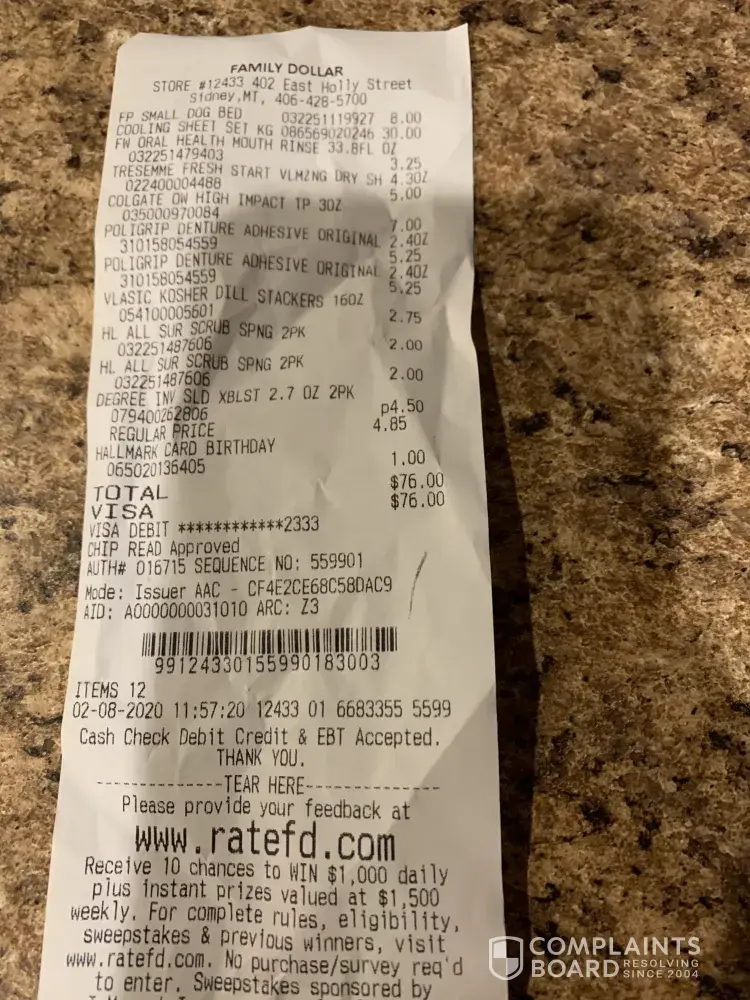 FAMILY DOLLAR
STORE #12433 402 East Holly Street
Sidney,MT, 406-428-5700
FP SMALL DOG BED 032251119927 8.00
COOLING SHEET SET KG 086569020246 30.00
FW ORAL HEALTH MOUTH RINSE 33.8FL OZ
032251479403 3.25
TRESEMME FRESH START VLMZNG DRY SH 4.3OZ
022400004488 5.00
COLGATE OW HIGH IMPACT TP 3OZ
035000970084 7.00
POLIGRIP DENTURE ADHESIVE ORIGINAL 2.4OZ
310158054559 5.25
POLIGRIP DENTURE ADHESIVE ORIGINAL 2.4OZ
310158054559 5.25
VLASIC KOSHER DILL STACKERS 16OZ
054100005601 2.75
HL ALL SUR SCRUB SPNG 2PK
032251487606 2.00
HL ALL SUR SCRUB SPNG 2PK
032251487606 2.00
DEGREE INV SLD XBLST 2.7 OZ 2PK
079400262806 p4.50
REGULAR PRICE 4.85
HALLMARK CARD BIRTHDAY
065020136405 1.00
TOTAL $76.00
VISA $76.00
VISA DEBIT ************2333
CHIP READ Approved
AUTH# 016715 SEQUENCE NO: 559901
Mode: Issuer AAC - CF4E2CE68C58DAC9
AID: A0000000031010 ARC: Z3
99124330155990183003
ITEMS 12
02-08-2020 11:57:20 12433 01 6683355 5599
Cash Check Debit Credit & EBT Accepted.
THANK YOU.
--------------TEAR HERE---------------
Please provide your feedback at
www.ratefd.com
Receive 10 chances to WIN $1,000 daily
plus instant prizes valued at $1,500
weekly. For complete rules, eligibility,
sweepstakes & previous winners, visit
www.ratefd.com. No purchase/survey req'd
to enter. Sweepstakes sponsored by
COMPLAINTS
BOARD RESOLVING SINCE 2004